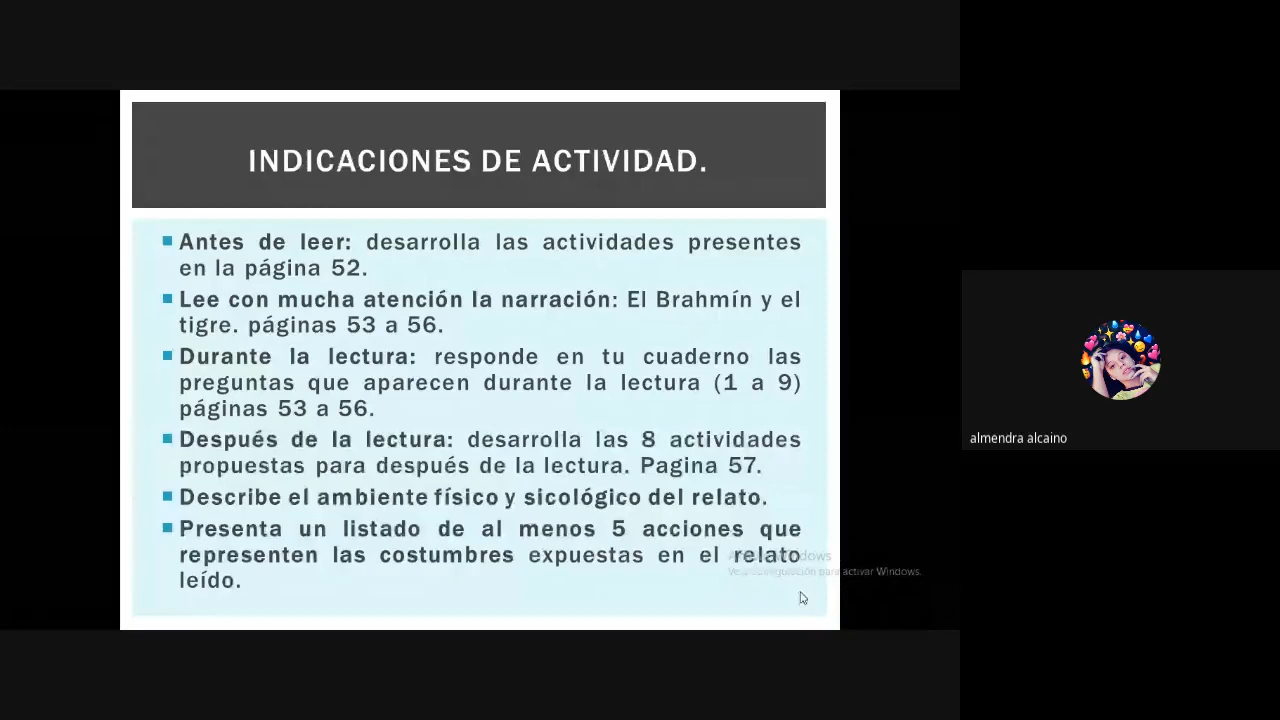 INDICACIONES DE ACTIVIDAD.
Antes de leer: desarrolla las actividades presentes
en la página 52.
Lee con mucha atención la narración: El Brahmín y el
tigre. páginas 53 a 56.
Durante la lectura: responde en tu cuaderno las
preguntas que aparecen durante la lectura (1 a 9)
páginas 53 a 56.
Después de la lectura: desarrolla las 8 actividades
propuestas para después de la lectura. Pagina 57.
Describe el ambiente físico y sicológico del relato.
Presenta un listado de al menos 5 acciones que
representen las costumbres expuestas en el relato
leído.
para activar Windows.
almendra alcaino